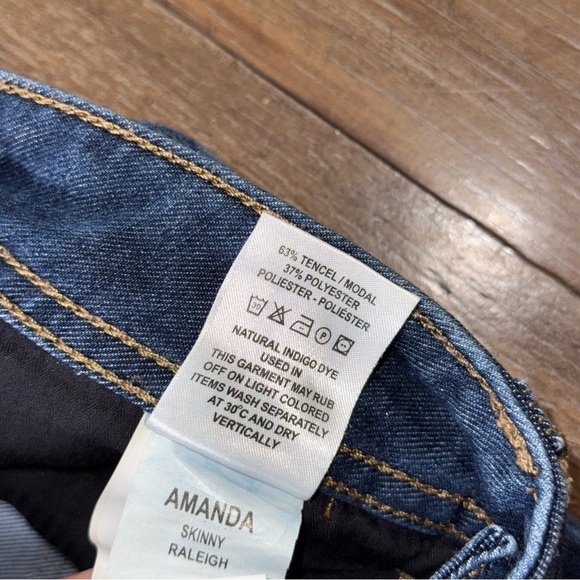 63% TENCEL / MODAL
37% POLYESTER
POLIESTER - POLIÉSTER
30 P
NATURAL INDIGO DYE
USED IN
THIS GARMENT MAY RUB
OFF ON LIGHT COLORED
ITEMS WASH SEPARATELY
AT 30°C AND DRY
VERTICALLY
AMANDA
SKINNY
RALEIGH